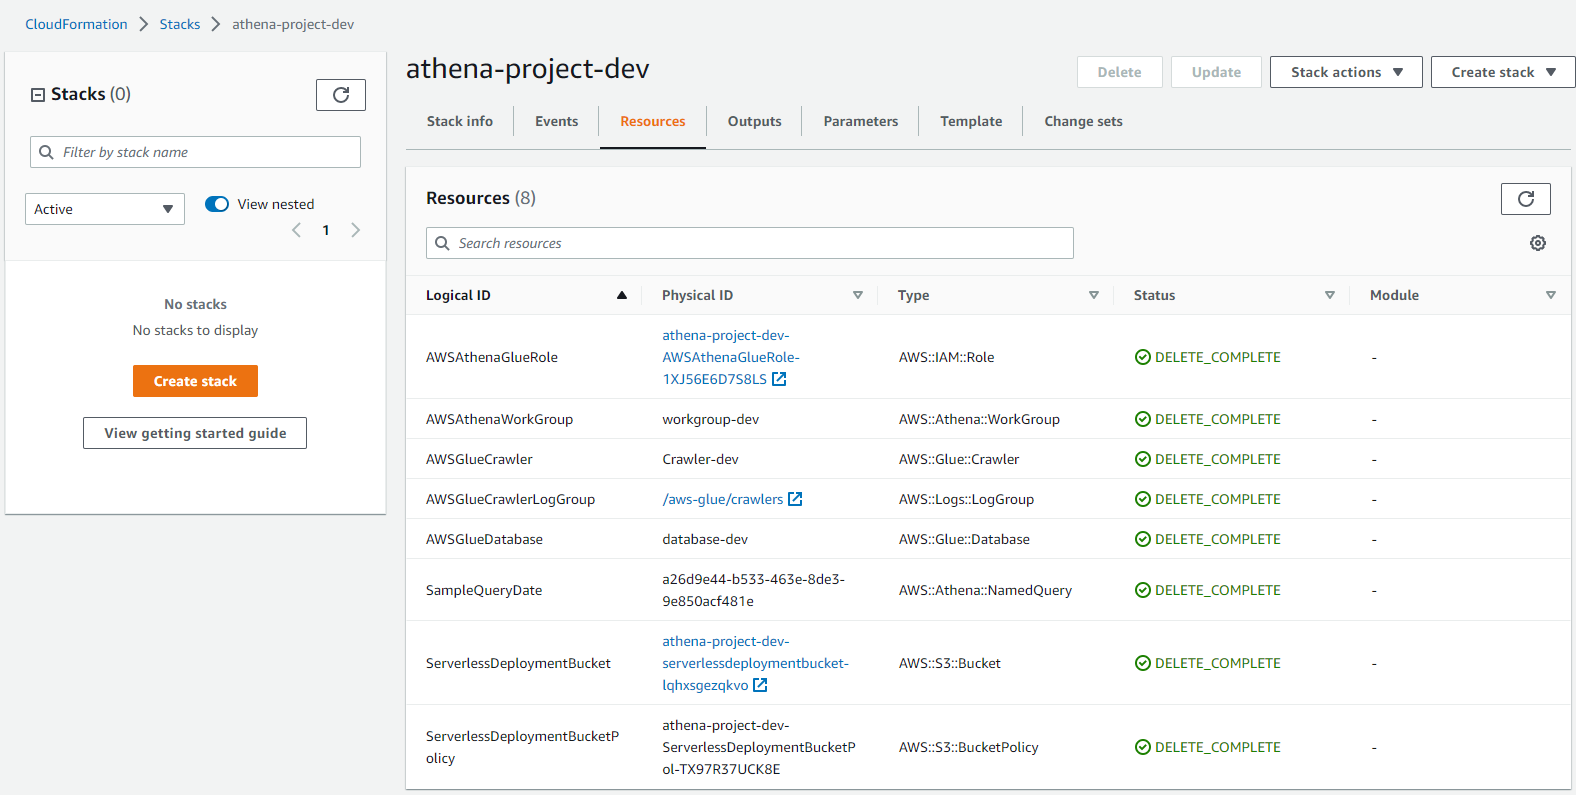 CloudFormation > Stacks > athena-project-dev
Stacks (0)
Filter by stack name
Active
View nested
1
No stacks
No stacks to display
Create stack
View getting started guide
athena-project-dev
Delete
Update
Stack actions
Create stack
Stack info
Events
Resources
Outputs
Parameters
Template
Change sets
Resources (8)
Search resources
Logical ID Physical ID Type Status Module
athena-project-dev-
AWSAthenaGlueRole AWSAthenaGlueRole- AWS::IAM::Role DELETE_COMPLETE -
1XJ56E6D7S8LS
AWSAthenaWorkGroup workgroup-dev AWS::Athena::WorkGroup DELETE_COMPLETE -
AWSGlueCrawler Crawler-dev AWS::Glue::Crawler DELETE_COMPLETE -
AWSGlueCrawlerLogGroup /aws-glue/crawlers AWS::Logs::LogGroup DELETE_COMPLETE -
AWSGlueDatabase database-dev AWS::Glue::Database DELETE_COMPLETE -
a26d9e44-b533-463e-8de3-
SampleQueryDate AWS::Athena::NamedQuery DELETE_COMPLETE -
9e850acf481e
athena-project-dev-
ServerlessDeploymentBucket serverlessdeploymentbucket- AWS::S3::Bucket DELETE_COMPLETE -
lqhxsgezqkvo
athena-project-dev-
ServerlessDeploymentBucketP
ServerlessDeploymentBucketP AWS::S3::BucketPolicy DELETE_COMPLETE -
olicy
ol-TX97R37UCK8E